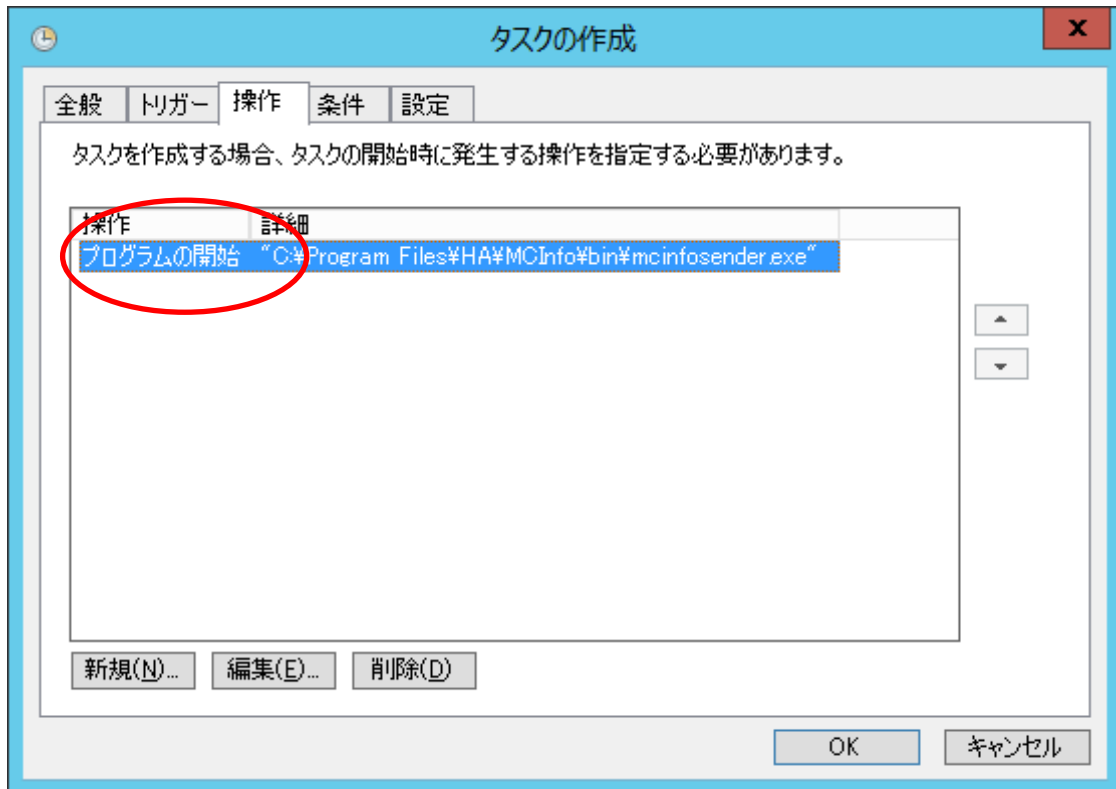 タスクの作成
x
全般 トリガー 操作 条件 設定
タスクを作成する場合、タスクの開始時に発生する操作を指定する必要があります。
操作 詳細
プログラムの開始 "C:¥Program Files¥HA¥MCInfo¥bin¥mcinfosender.exe"
新規(N)... 編集(E)... 削除(D)
OK キャンセル